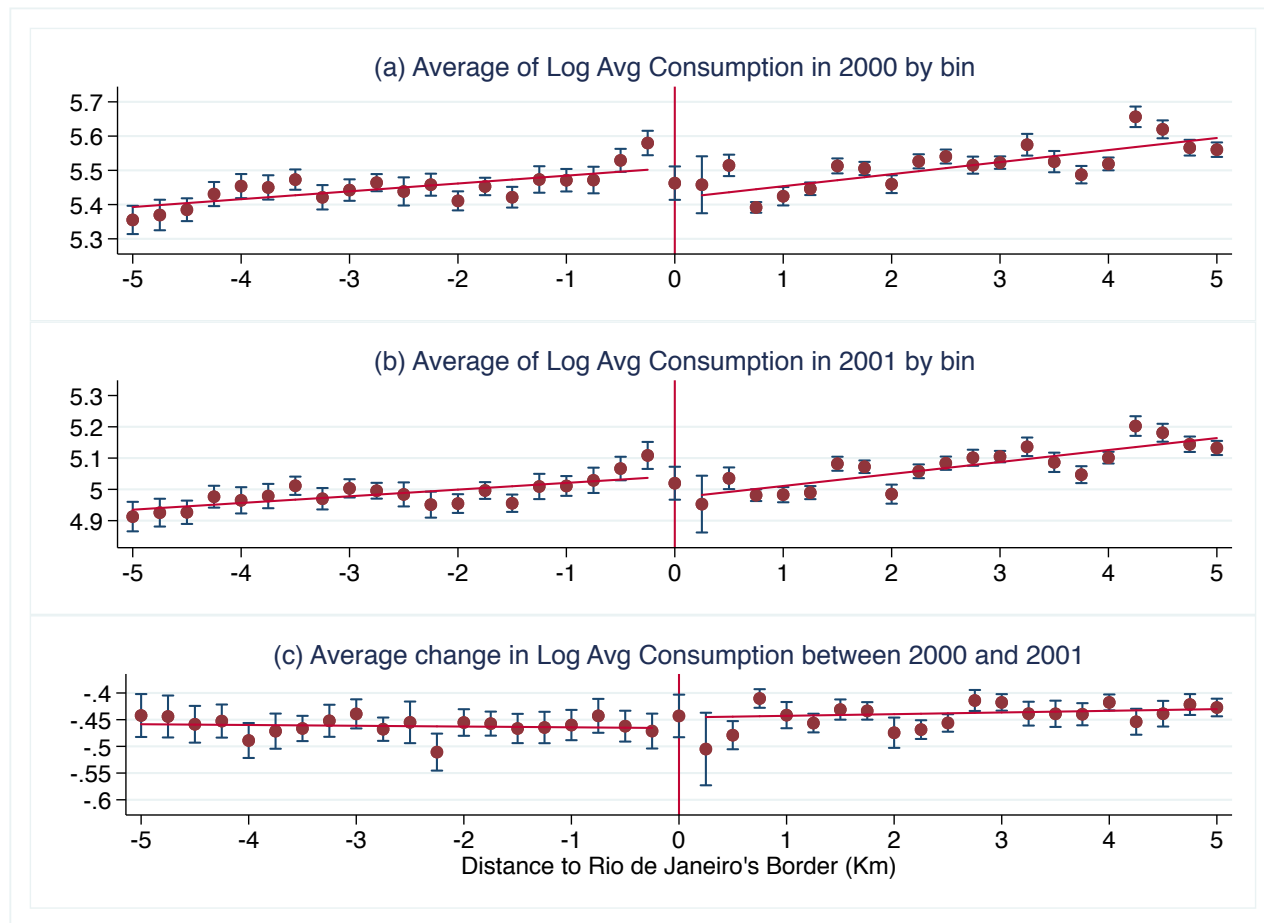 (a) Average of Log Avg Consumption in 2000 by bin
5.7
5.6
5.5
5.4
5.3
-5 -4 -3 -2 -1 0 1 2 3 4 5
(b) Average of Log Avg Consumption in 2001 by bin
5.3
5.2
5.1
5
4.9
-5 -4 -3 -2 -1 0 1 2 3 4 5
(c) Average change in Log Avg Consumption between 2000 and 2001
-.4
-.45
-.5
-.55
-.6
-5 -4 -3 -2 -1 0 1 2 3 4 5
Distance to Rio de Janeiro's Border (Km)